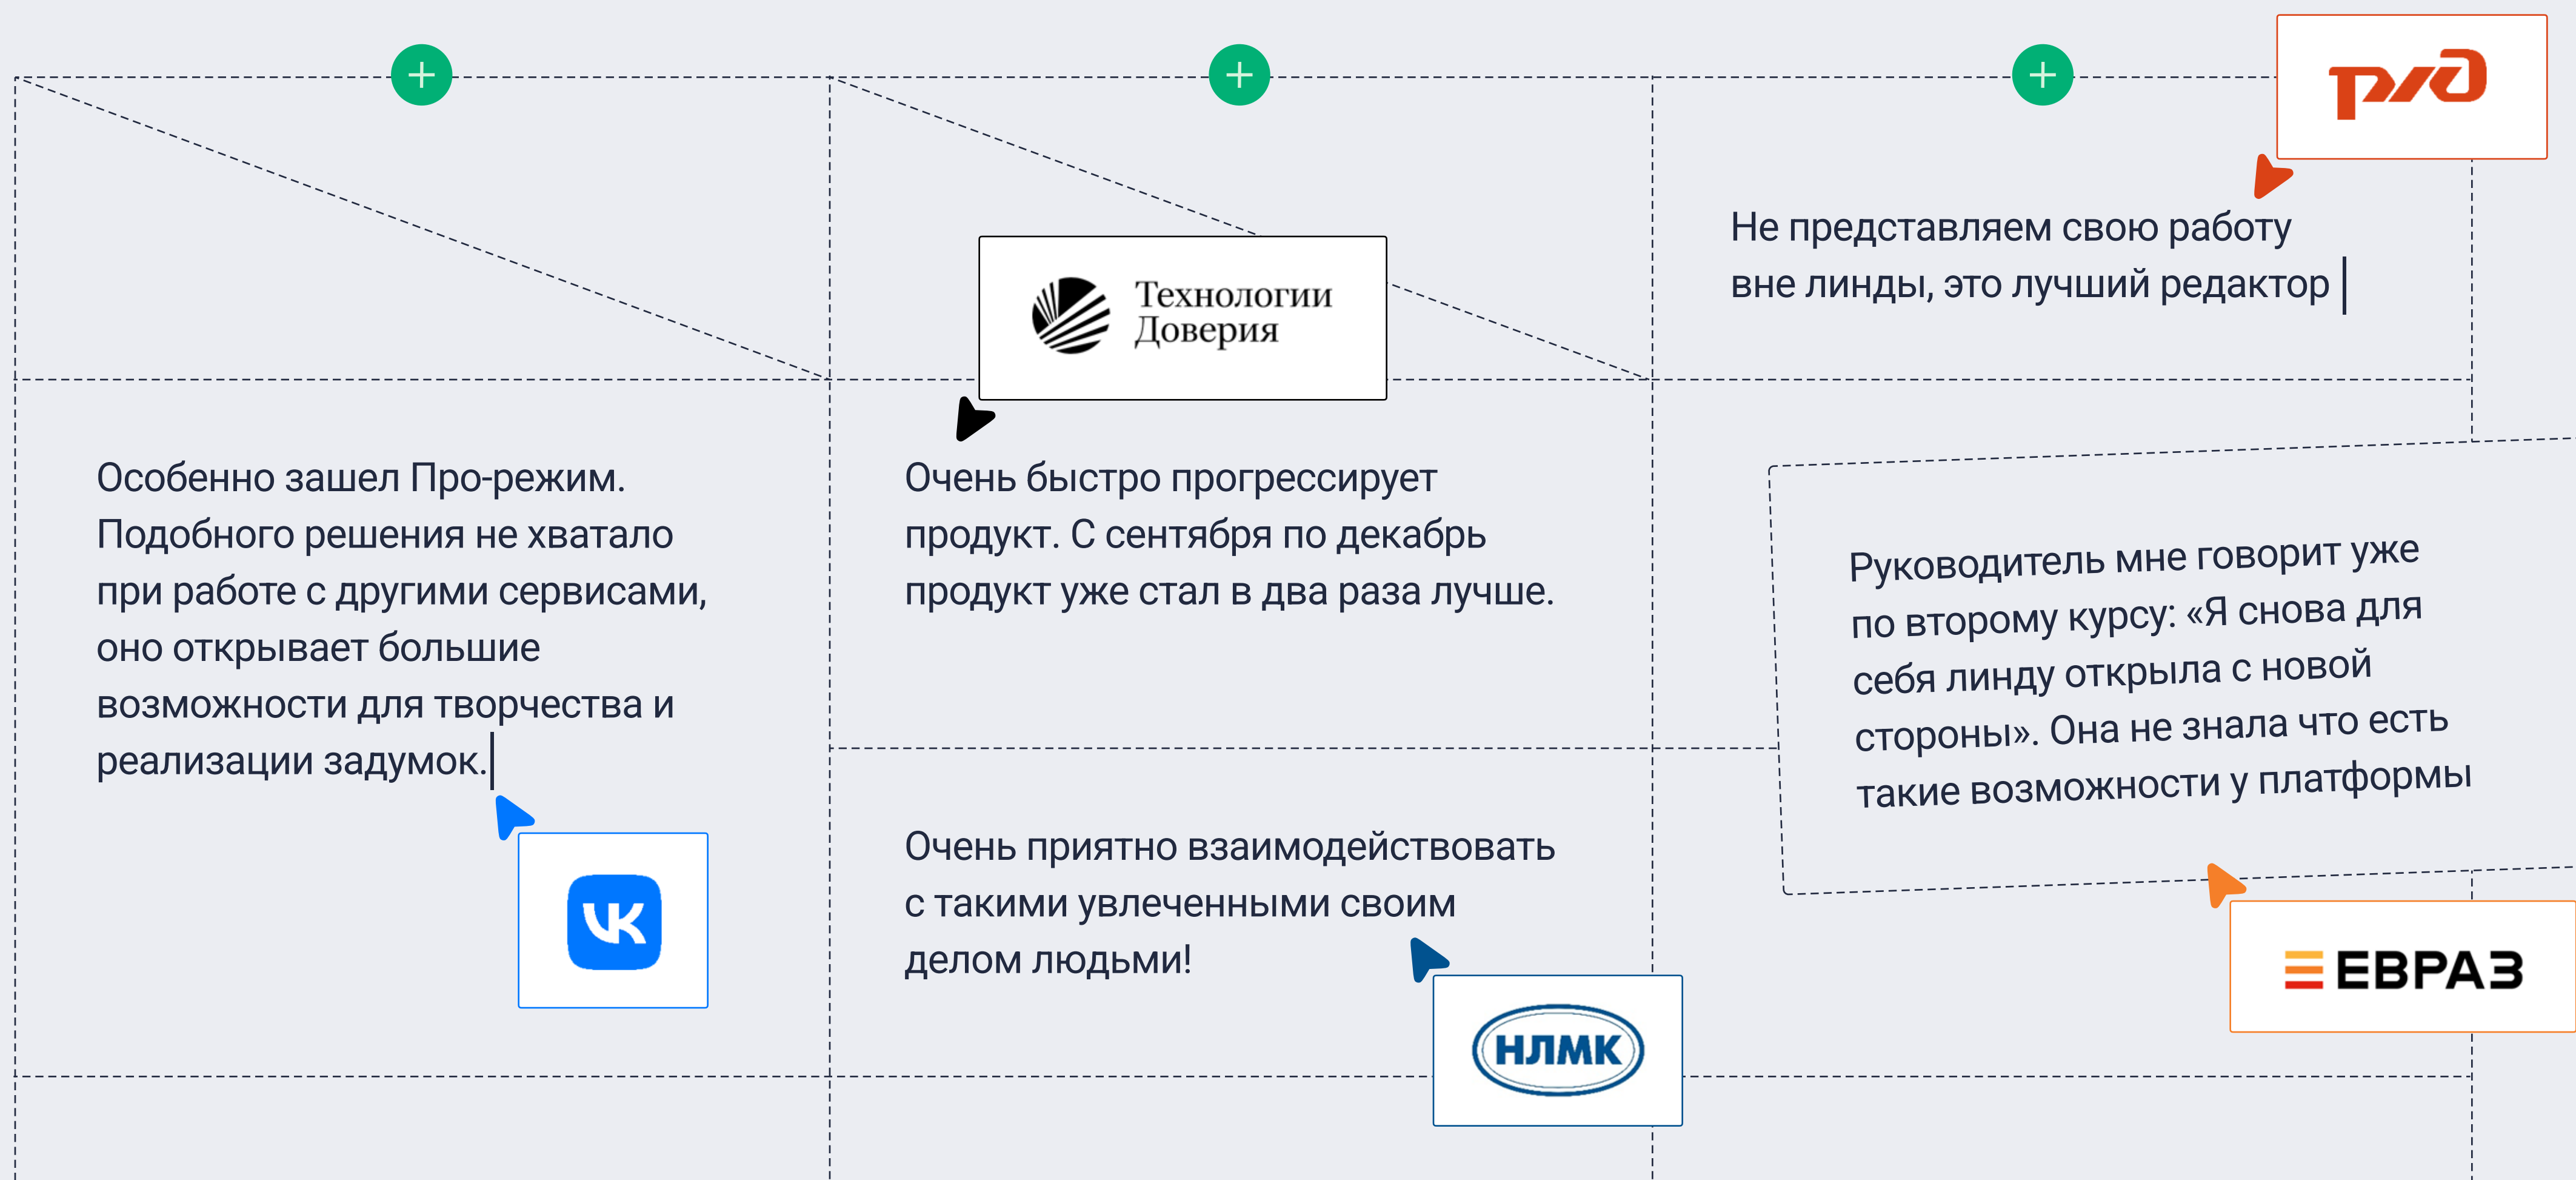 Особенно зашел Про-режим.
Подобного решения не хватало
при работе с другими сервисами,
оно открывает большие
возможности для творчества и
реализации задумок.
VK
Технологии
Доверия
Очень быстро прогрессирует
продукт. С сентября по декабрь
продукт уже стал в два раза лучше.
Очень приятно взаимодействовать
с такими увлеченными своим
делом людьми!
НЛМК
ржд
Не представляем свою работу
вне линды, это лучший редактор
Руководитель мне говорит уже
по второму курсу: «Я снова для
себя линду открыла с новой
стороны». Она не знала что есть
такие возможности у платформы
ЕВРАЗ